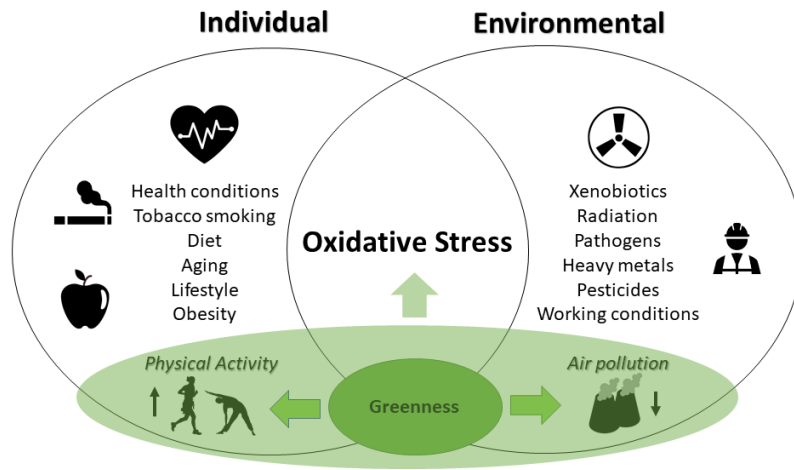 Individual
Environmental
Health conditions
Tobacco smoking
Diet
Aging
Lifestyle
Obesity
Oxidative Stress
Xenobiotics
Radiation
Pathogens
Heavy metals
Pesticides
Working conditions
Physical Activity
Air pollution
Greenness